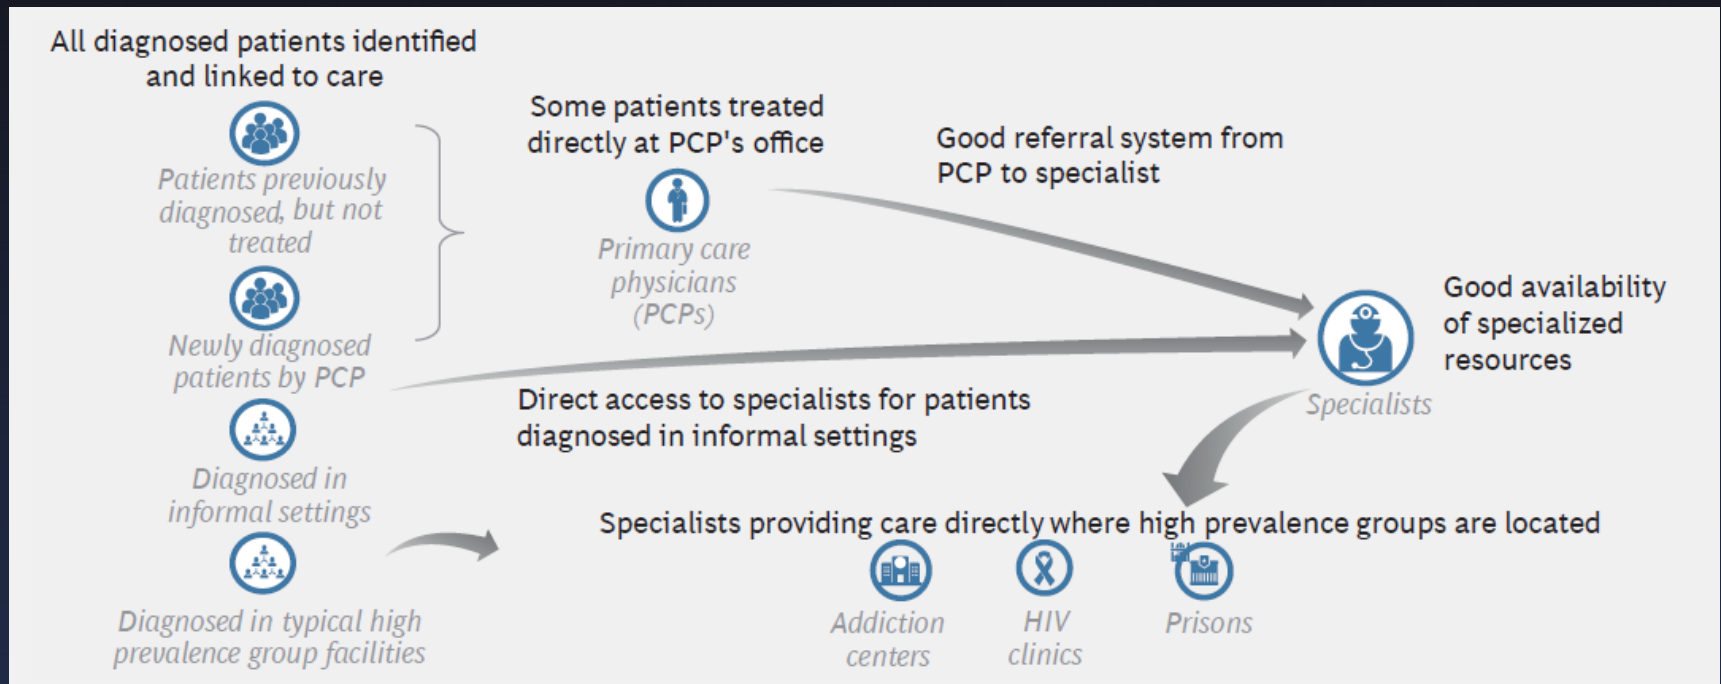 All diagnosed patients identified
and linked to care
Patients previously
diagnosed, but not
treated
Newly diagnosed
patients by PCP
Diagnosed in
informal settings
Diagnosed in typical high
prevalence group facilities
Some patients treated
directly at PCP's office
Primary care
physicians
(PCPs)
Good referral system from
PCP to specialist
Direct access to specialists for patients
diagnosed in informal settings
Good availability
of specialized
resources
Specialists
Specialists providing care directly where high prevalence groups are located
Addiction
centers
HIV
clinics
Prisons